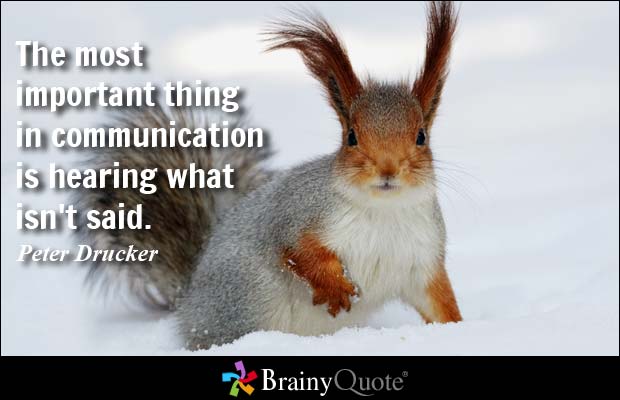 The most
important thing
in communication
is hearing what
isn't said.
Peter Drucker
BrainyQuote®